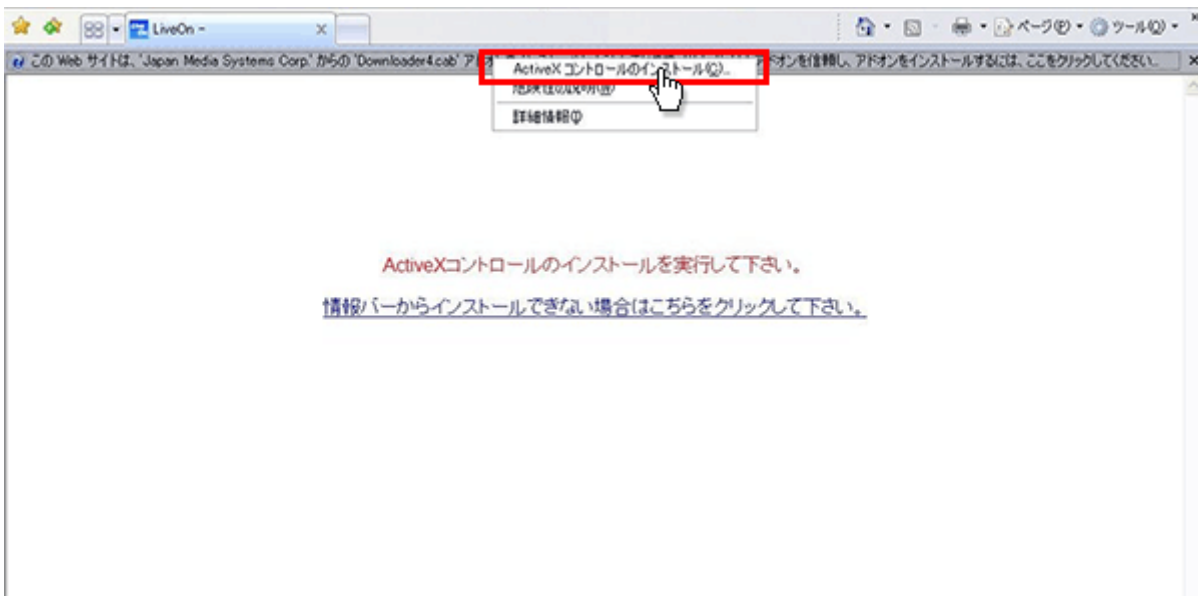 LiveOn -
ページ(P)
ツール(O)
この Web サイトは、'Japan Media Systems Corp.' からの 'Downloader4.cab' アドオンを信頼し、アドオンをインストールするには、ここをクリックしてください...
ActiveX コントロールのインストール(C)...
危険性の説明(W)
詳細情報(I)
ActiveXコントロールのインストールを実行して下さい。
情報バーからインストールできない場合はこちらをクリックして下さい。